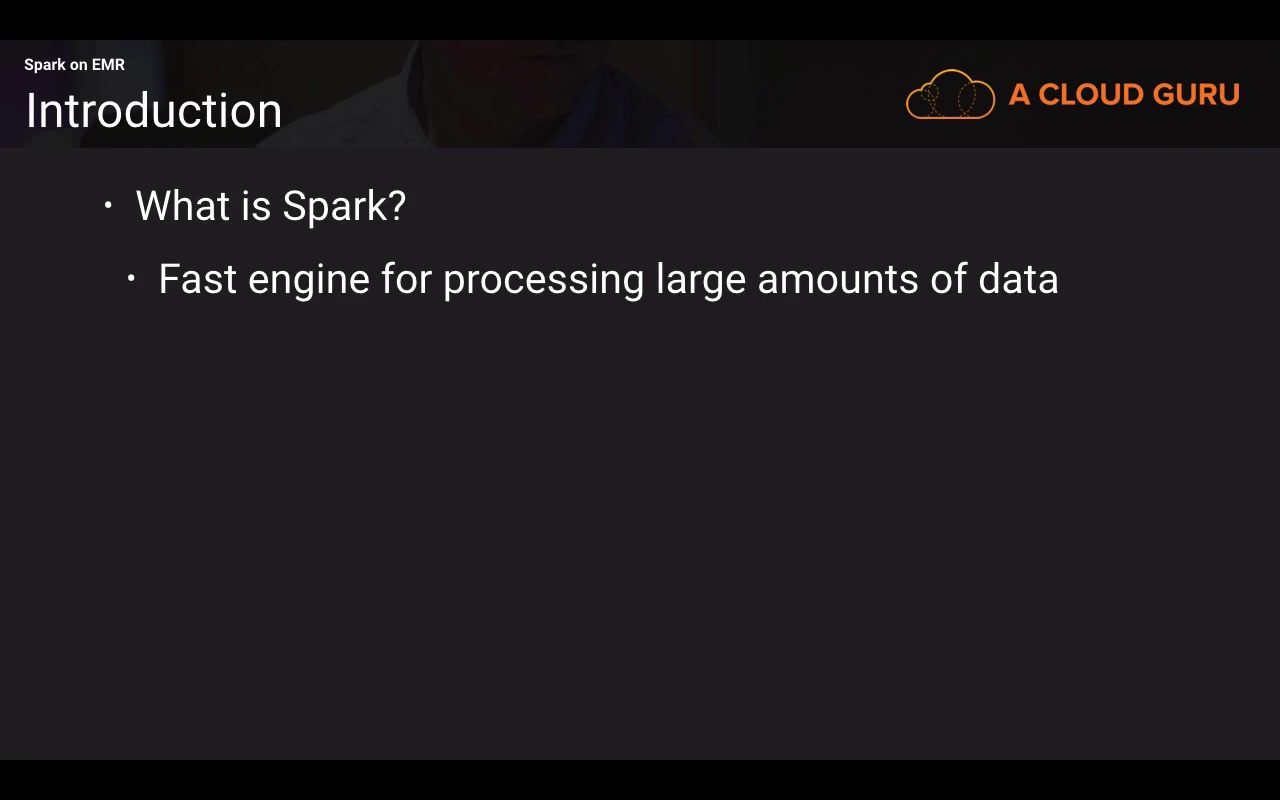 Spark on EMR
Introduction
A CLOUD GURU
• What is Spark?
• Fast engine for processing large amounts of data